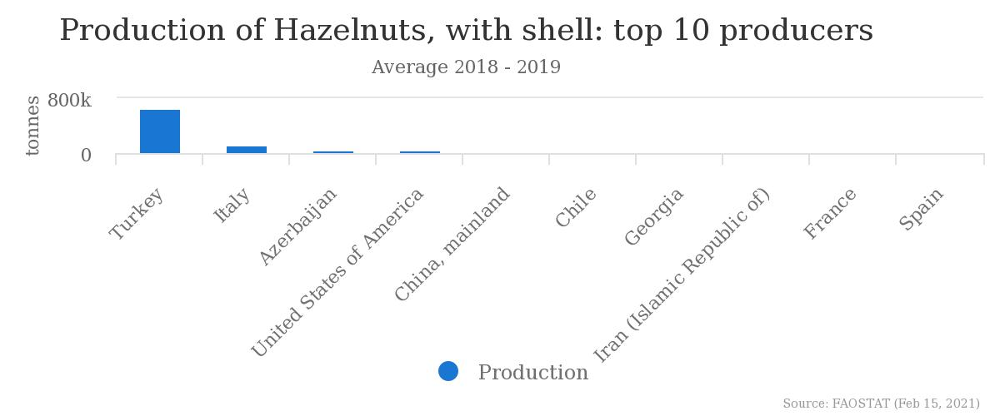 Production of Hazelnuts, with shell: top 10 producers
Average 2018 - 2019
tonnes
800k
0
Turkey
Italy
Azerbaijan
United States of America
China, mainland
Chile
Georgia
Iran (Islamic Republic of)
France
Spain
Production
Source: FAOSTAT (Feb 15, 2021)